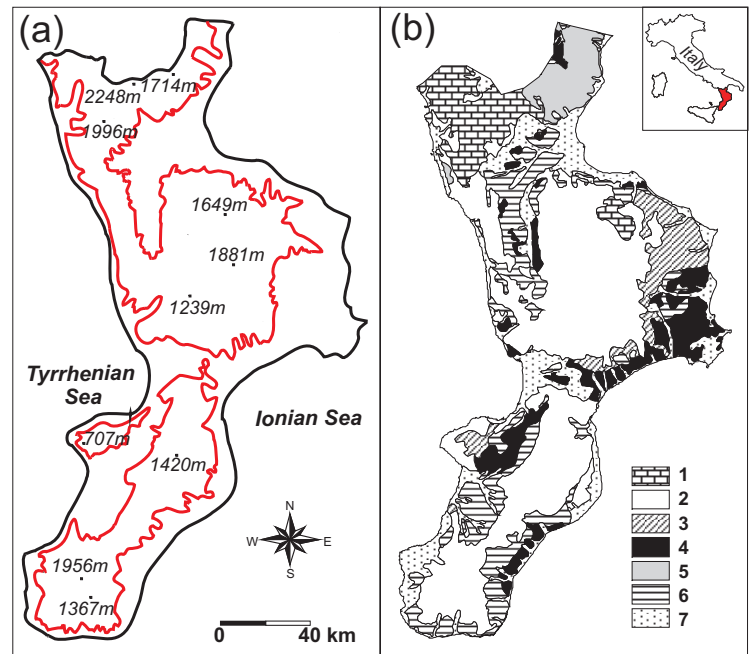 (a)
1714m
2248m
1996m
1649m
1881m
1239m
Tyrrhenian
Sea
Ionian Sea
707m
1420m
N
W E
S
1956m
1367m
0 40 km
(b)
Italy
1
2
3
4
5
6
7